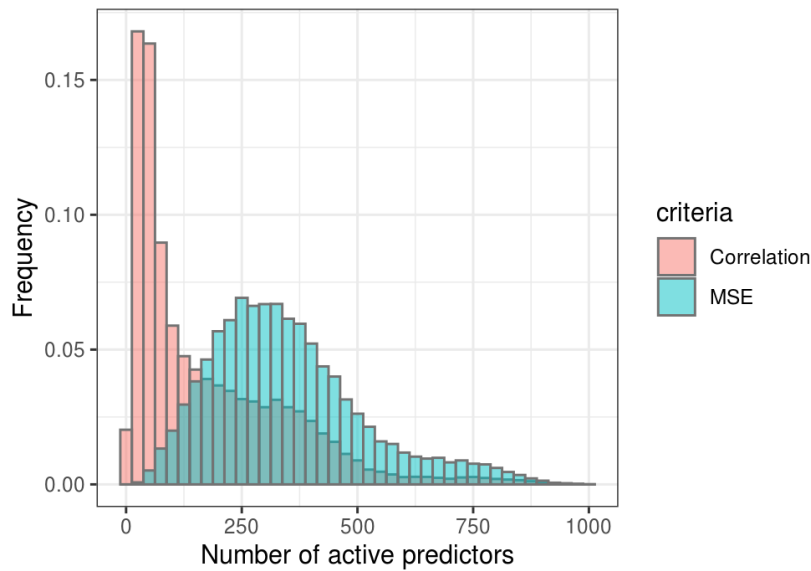 0.15
0.10
0.05
0.00
Frequency
0
250
500
750
1000
Number of active predictors
criteria
Correlation
MSE